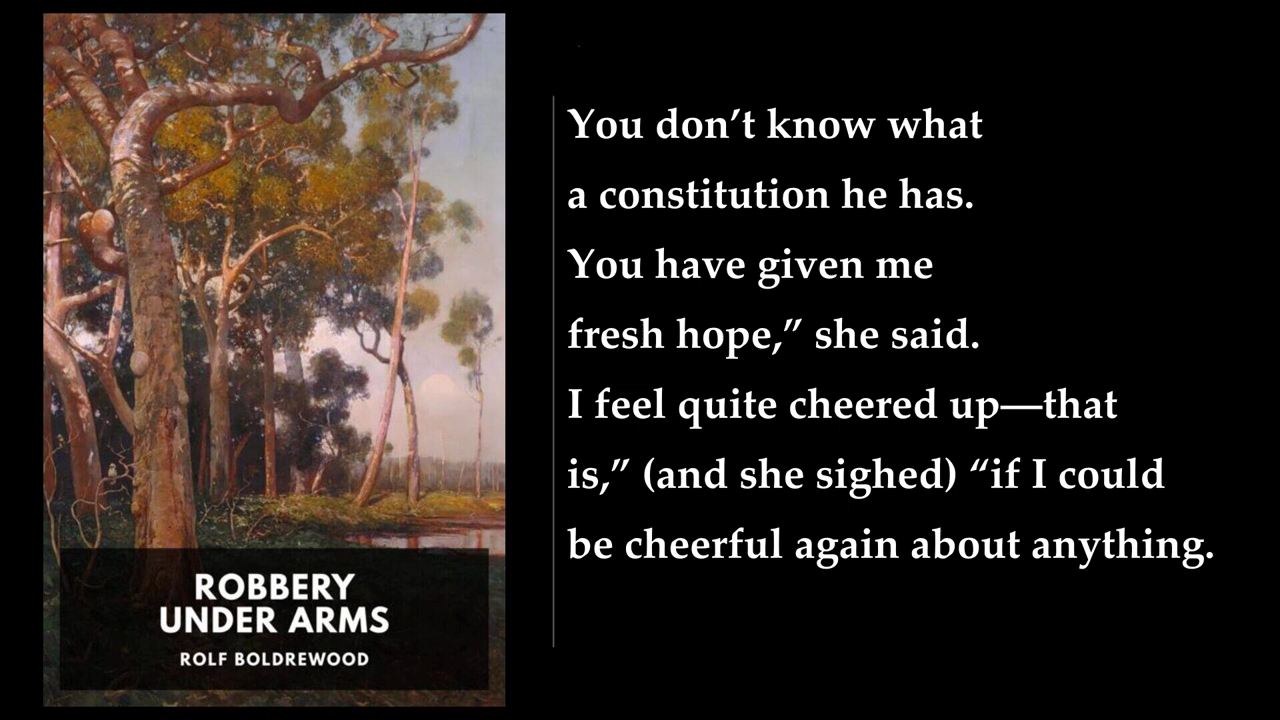 ROBBERY
UNDER ARMS
ROLF BOLDREWOOD
You don’t know what
a constitution he has.
You have given me
fresh hope,” she said.
I feel quite cheered up—that
is,” (and she sighed) “if I could
be cheerful again about anything.